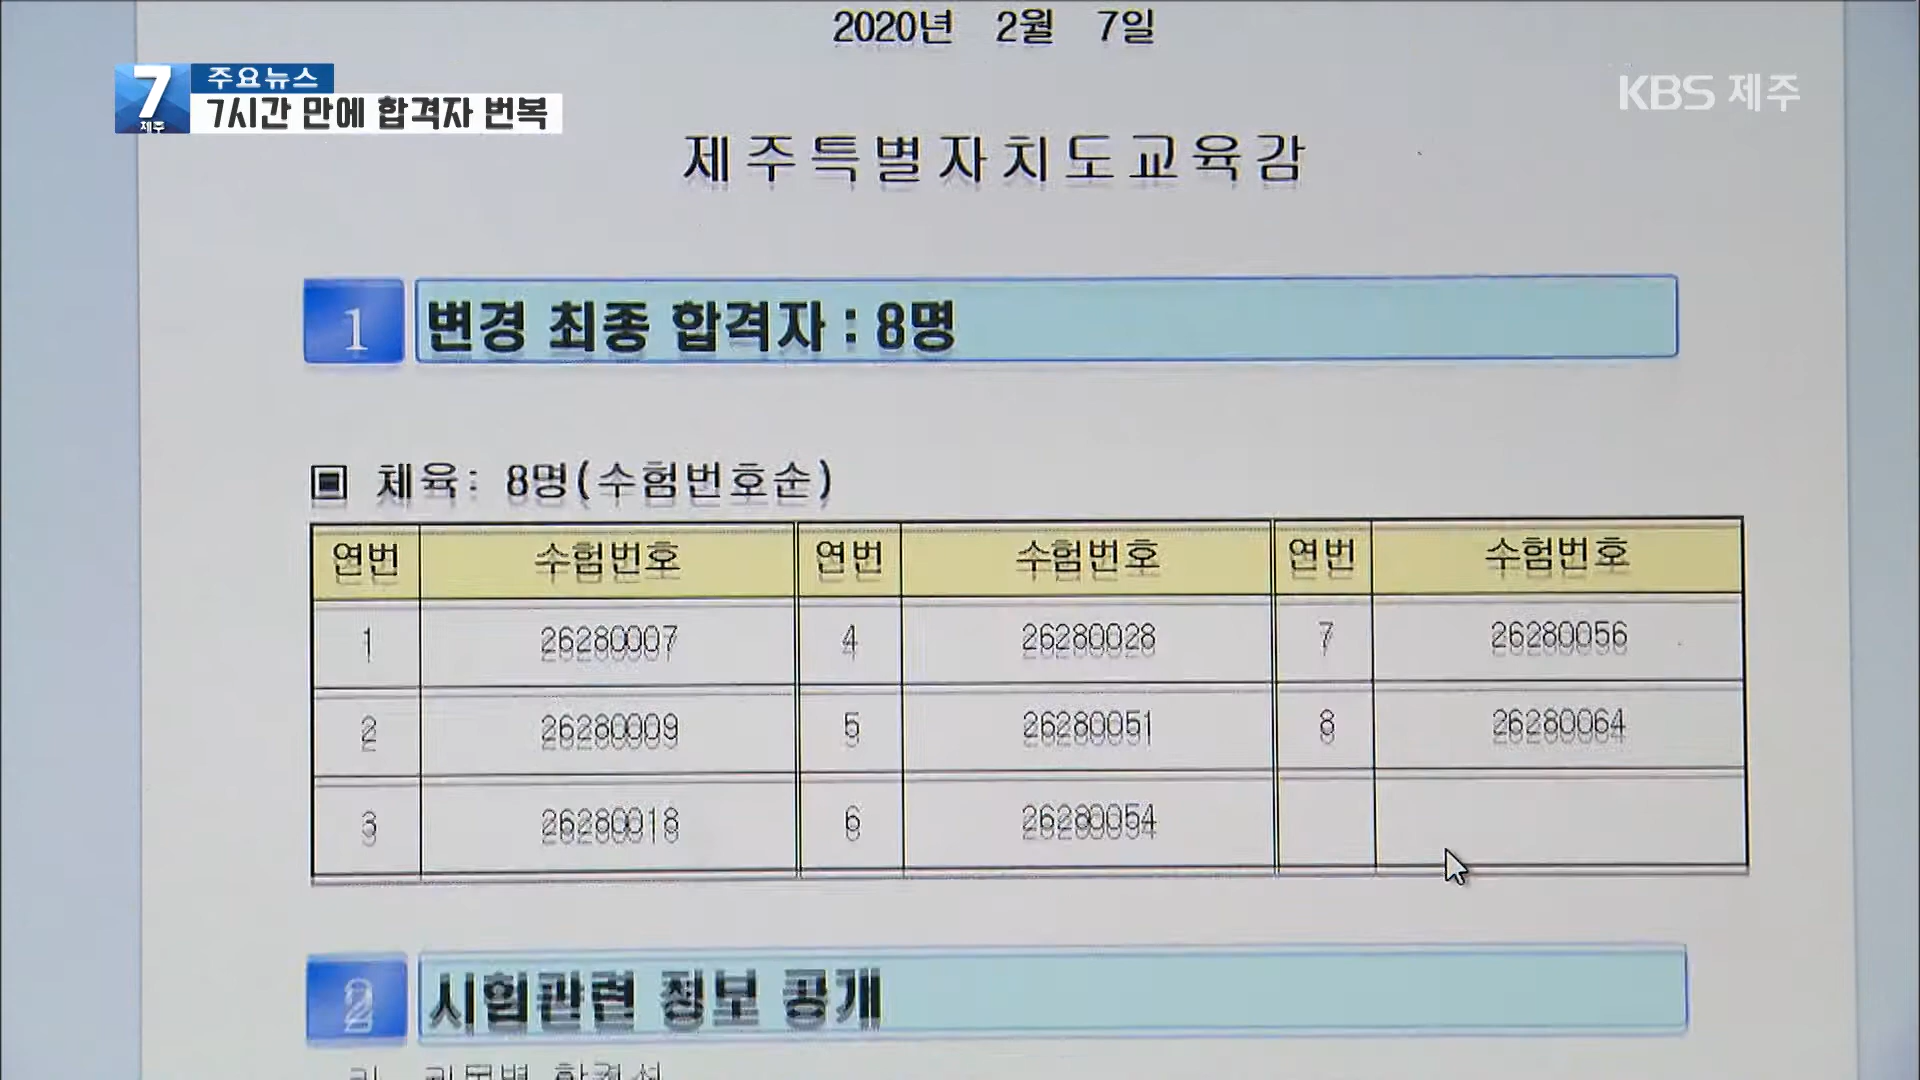 2020년 2월 7일
주요뉴스
7 제주
7시간 만에 합격자 번복
KBS 제주
제주특별자치도교육감
1 변경 최종 합격자 : 8명
▣ 체육: 8명(수험번호순)
연번 수험번호 연번 수험번호 연번 수험번호
1 26280007 4 26280028 7 26280056
2 26280009 5 26280051 8 26280064
3 26280018 6 26280054
2 시험관련 정보 공개